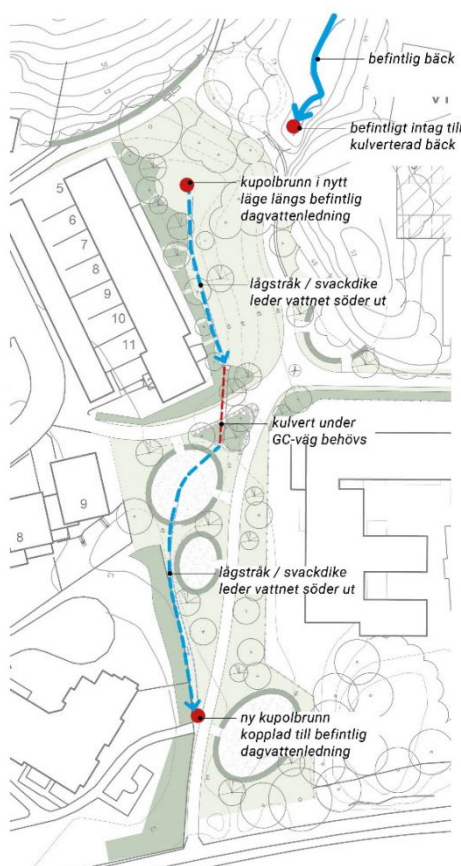 befintlig bäck
VI
befintligt intag till
kulverterad bäck
kupolbrunn i nytt
läge längs befintlig
dagvattenledning
5
6
7
8
9
10
11
lågstråk / svackdike
leder vattnet söder ut
kulvert under
GC-väg behövs
9
8
lågstråk / svackdike
leder vattnet söder ut
ny kupolbrunn
kopplad till befintlig
dagvattenledning